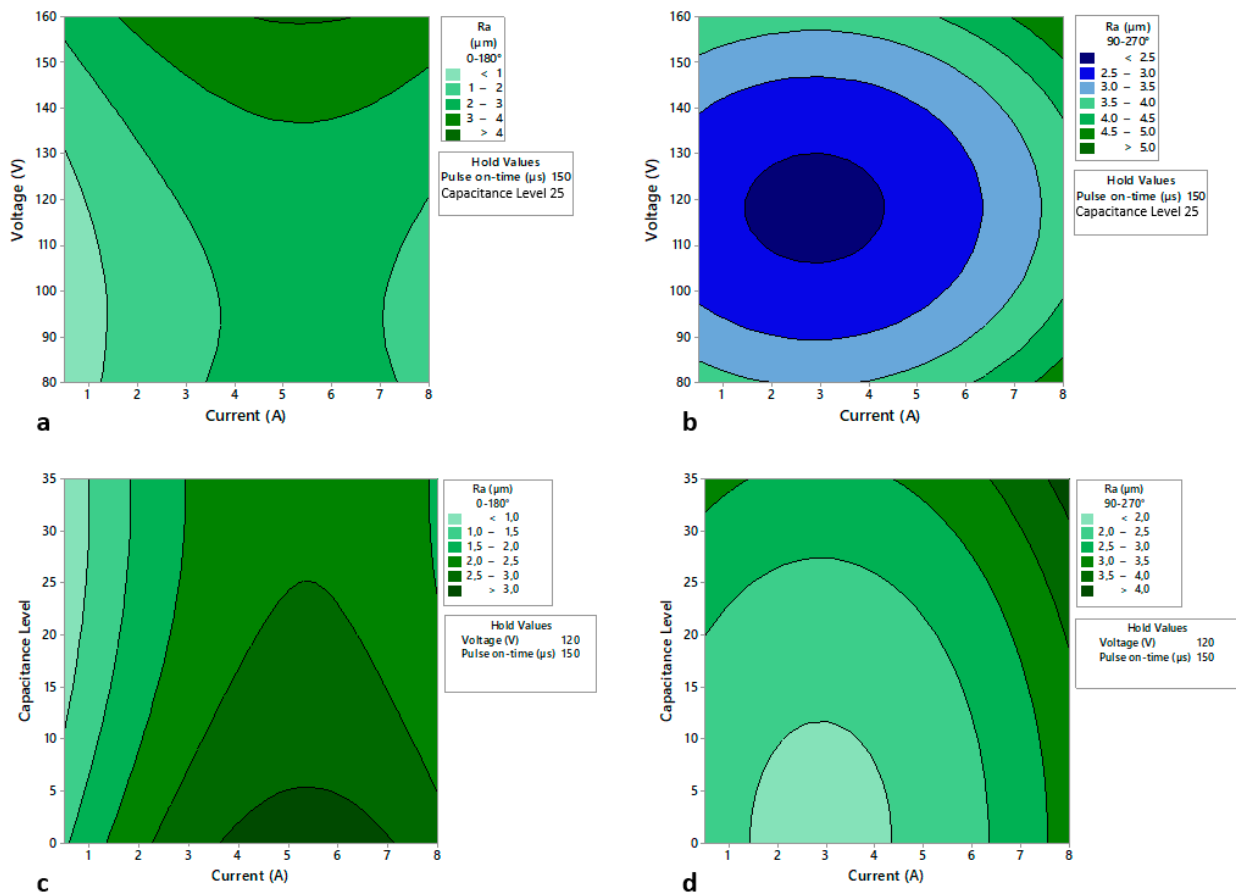 160
150
140
130
120
110
100
90
80
Voltage (V)
1 2 3 4 5 6 7 8
Current (A)
a
Ra
(µm)
0-180°
< 1
1 – 2
2 – 3
3 – 4
> 4
Hold Values
Pulse on-time (µs) 150
Capacitance Level 25
160
150
140
130
120
110
100
90
80
Voltage (V)
1 2 3 4 5 6 7 8
Current (A)
b
Ra (µm)
90-270°
< 2.5
2.5 – 3.0
3.0 – 3.5
3.5 – 4.0
4.0 – 4.5
4.5 – 5.0
> 5.0
Hold Values
Pulse on-time (µs) 150
Capacitance Level 25
35
30
25
20
15
10
5
0
Capacitance Level
1 2 3 4 5 6 7 8
Current (A)
c
Ra (µm)
0-180°
< 1,0
1,0 – 1,5
1,5 – 2,0
2,0 – 2,5
2,5 – 3,0
> 3,0
Hold Values
Voltage (V) 120
Pulse on-time (µs) 150
35
30
25
20
15
10
5
0
Capacitance Level
1 2 3 4 5 6 7 8
Current (A)
d
Ra (µm)
90-270°
< 2,0
2,0 – 2,5
2,5 – 3,0
3,0 – 3,5
3,5 – 4,0
> 4,0
Hold Values
Voltage (V) 120
Pulse on-time (µs) 150